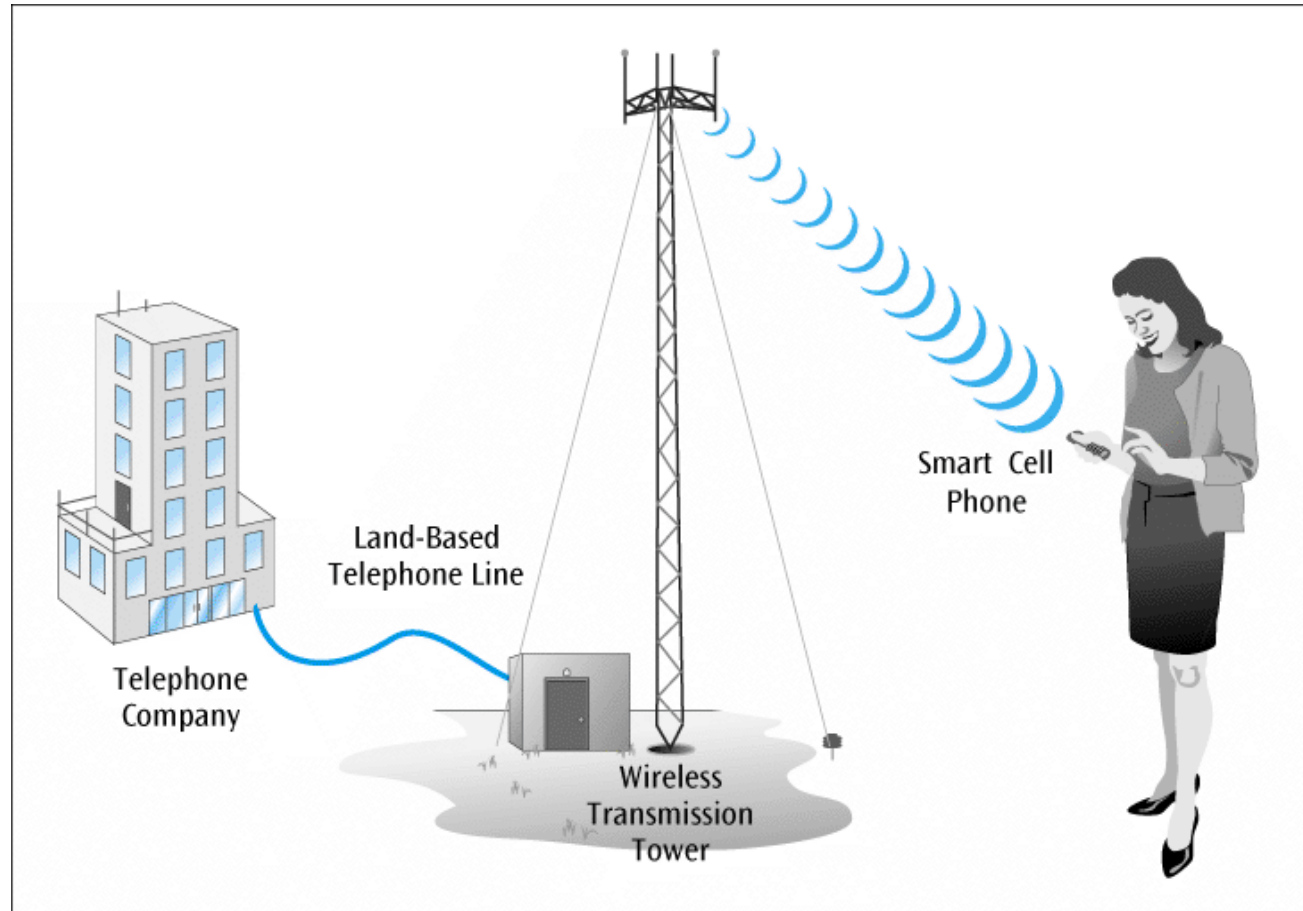 Smart Cell
Phone
Land-Based
Telephone Line
Telephone
Company
Wireless
Transmission
Tower